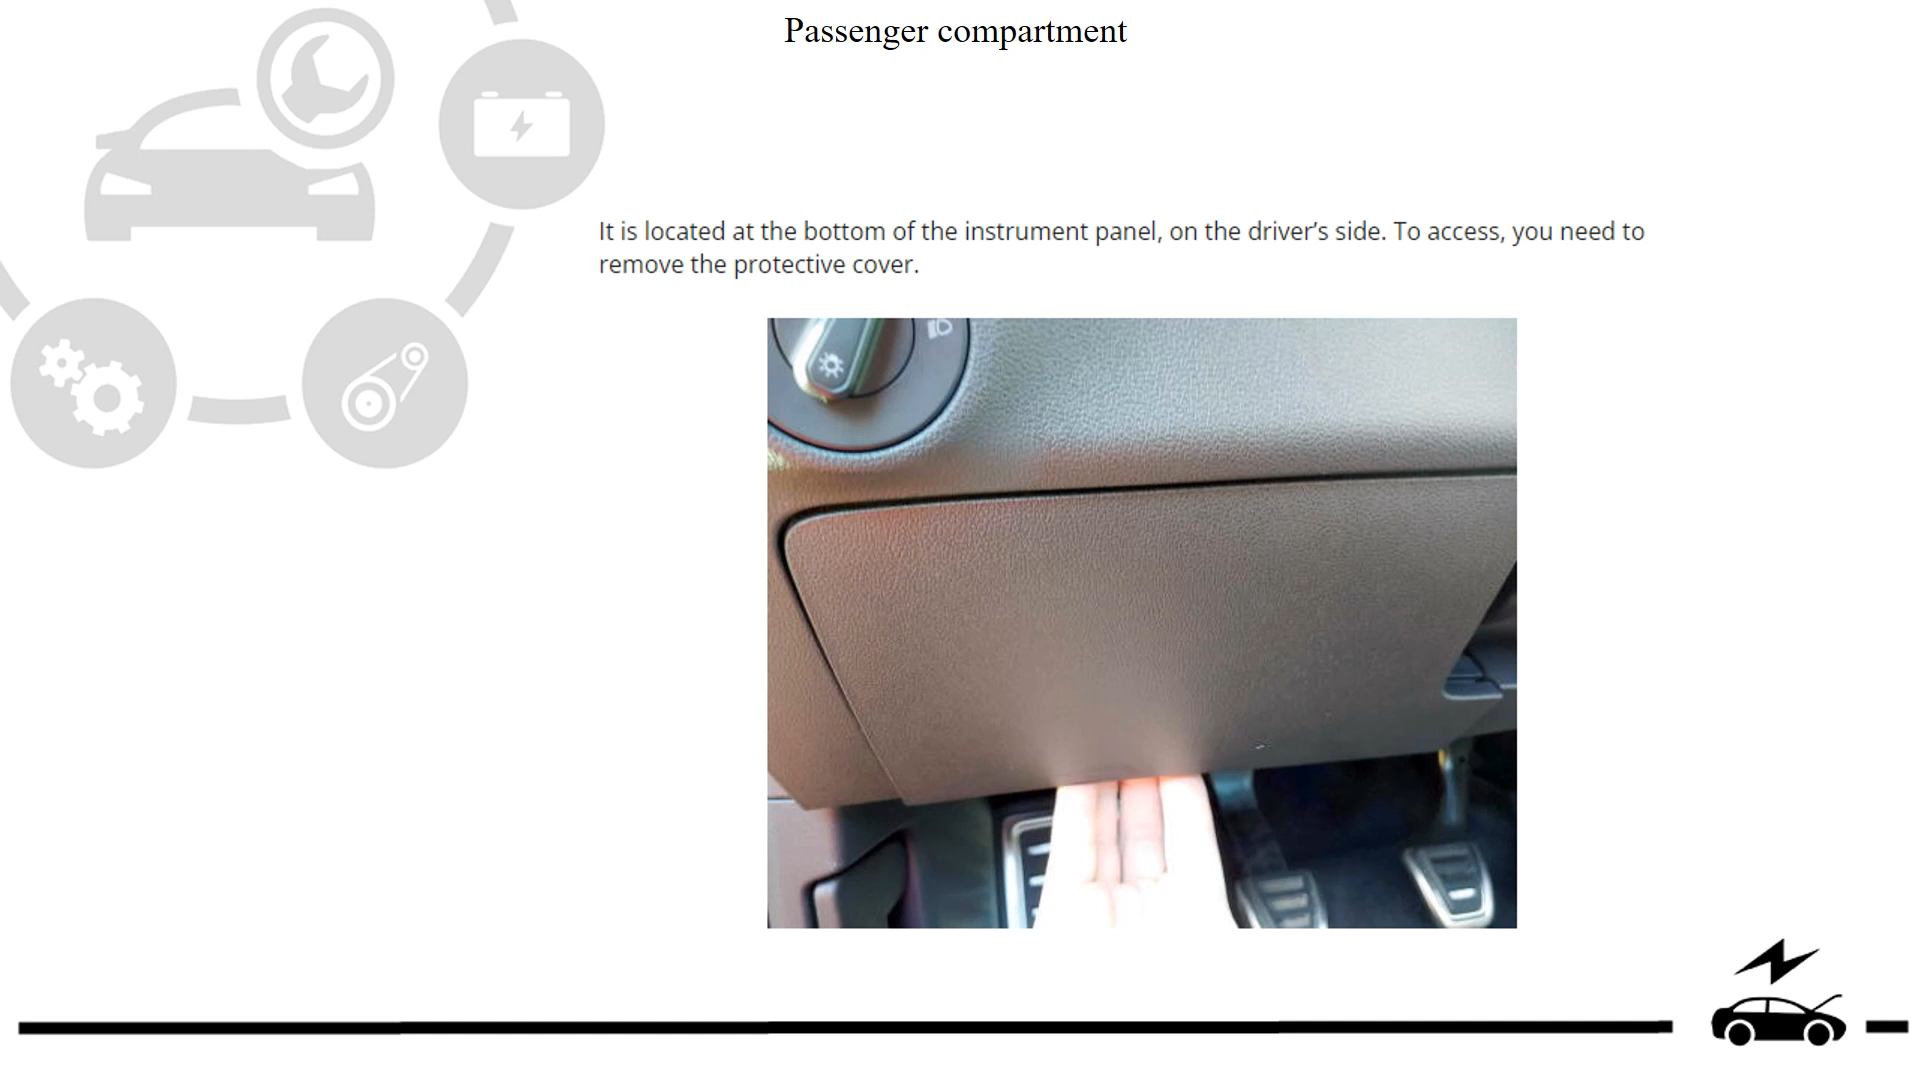 Passenger compartment
It is located at the bottom of the instrument panel, on the driver’s side. To access, you need to
remove the protective cover.